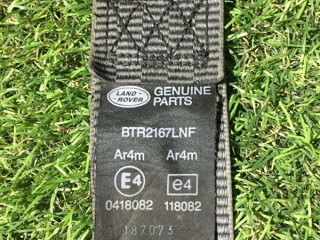 LAND-
ROVER
GENUINE
PARTS
BTR2167LNF
Ar4m Ar4m
E4 e4
0418082 118082
187073